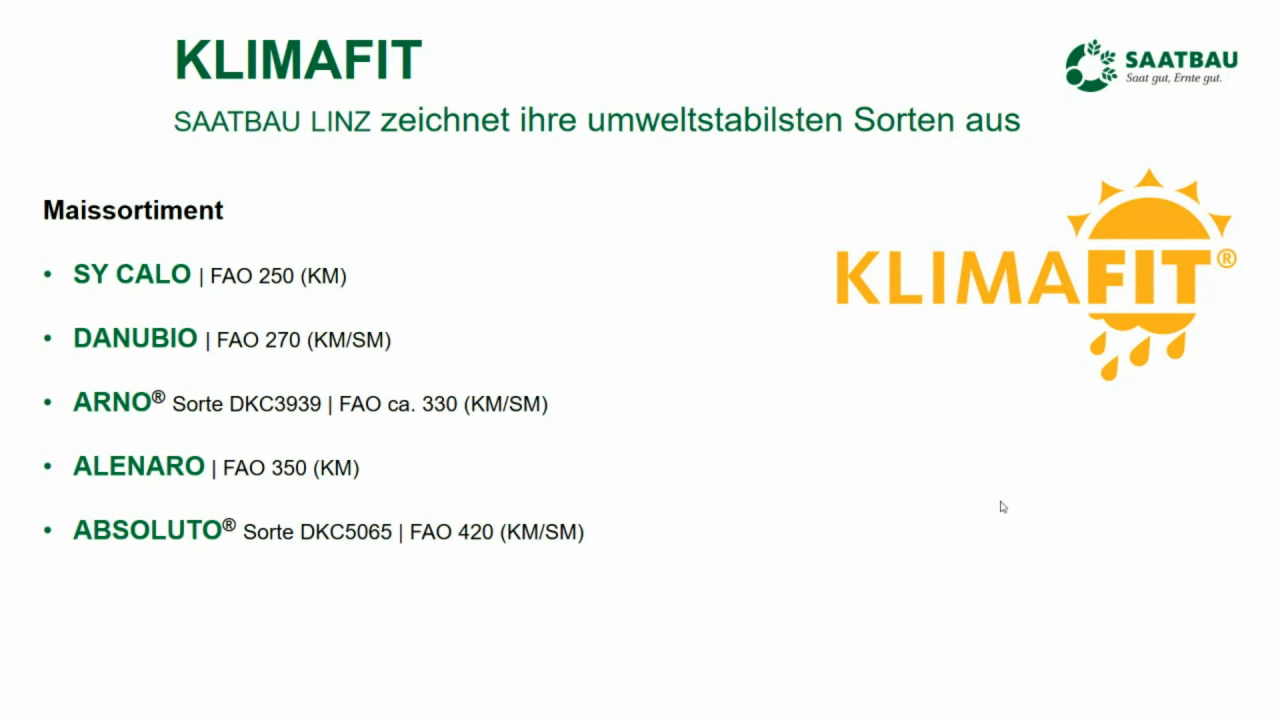 KLIMAFIT
SAATBAU LINZ zeichnet ihre umweltstabilsten Sorten aus
SAATBAU
Saat gut, Ernte gut.
Maissortiment
• SY CALO | FAO 250 (KM)
• DANUBIO | FAO 270 (KM/SM)
• ARNO® Sorte DKC3939 | FAO ca. 330 (KM/SM)
• ALENARO | FAO 350 (KM)
• ABSOLUTO® Sorte DKC5065 | FAO 420 (KM/SM)
KLIMAFIT®